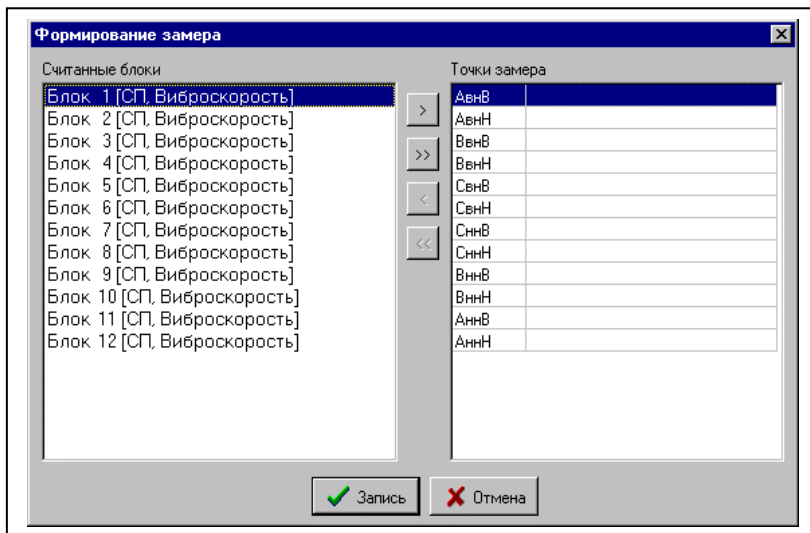 Формирование замера
Считанные блоки
Точки замера
Блок 1 [СП, Виброскорость]
Блок 2 [СП, Виброскорость]
Блок 3 [СП, Виброскорость]
Блок 4 [СП, Виброскорость]
Блок 5 [СП, Виброскорость]
Блок 6 [СП, Виброскорость]
Блок 7 [СП, Виброскорость]
Блок 8 [СП, Виброскорость]
Блок 9 [СП, Виброскорость]
Блок 10 [СП, Виброскорость]
Блок 11 [СП, Виброскорость]
Блок 12 [СП, Виброскорость]
>
>>
<
<<
АвнВ
АвнН
ВвнВ
ВвнН
СвнВ
СвнН
СннВ
СннН
ВннВ
ВннН
АннВ
АннН
Запись
Отмена